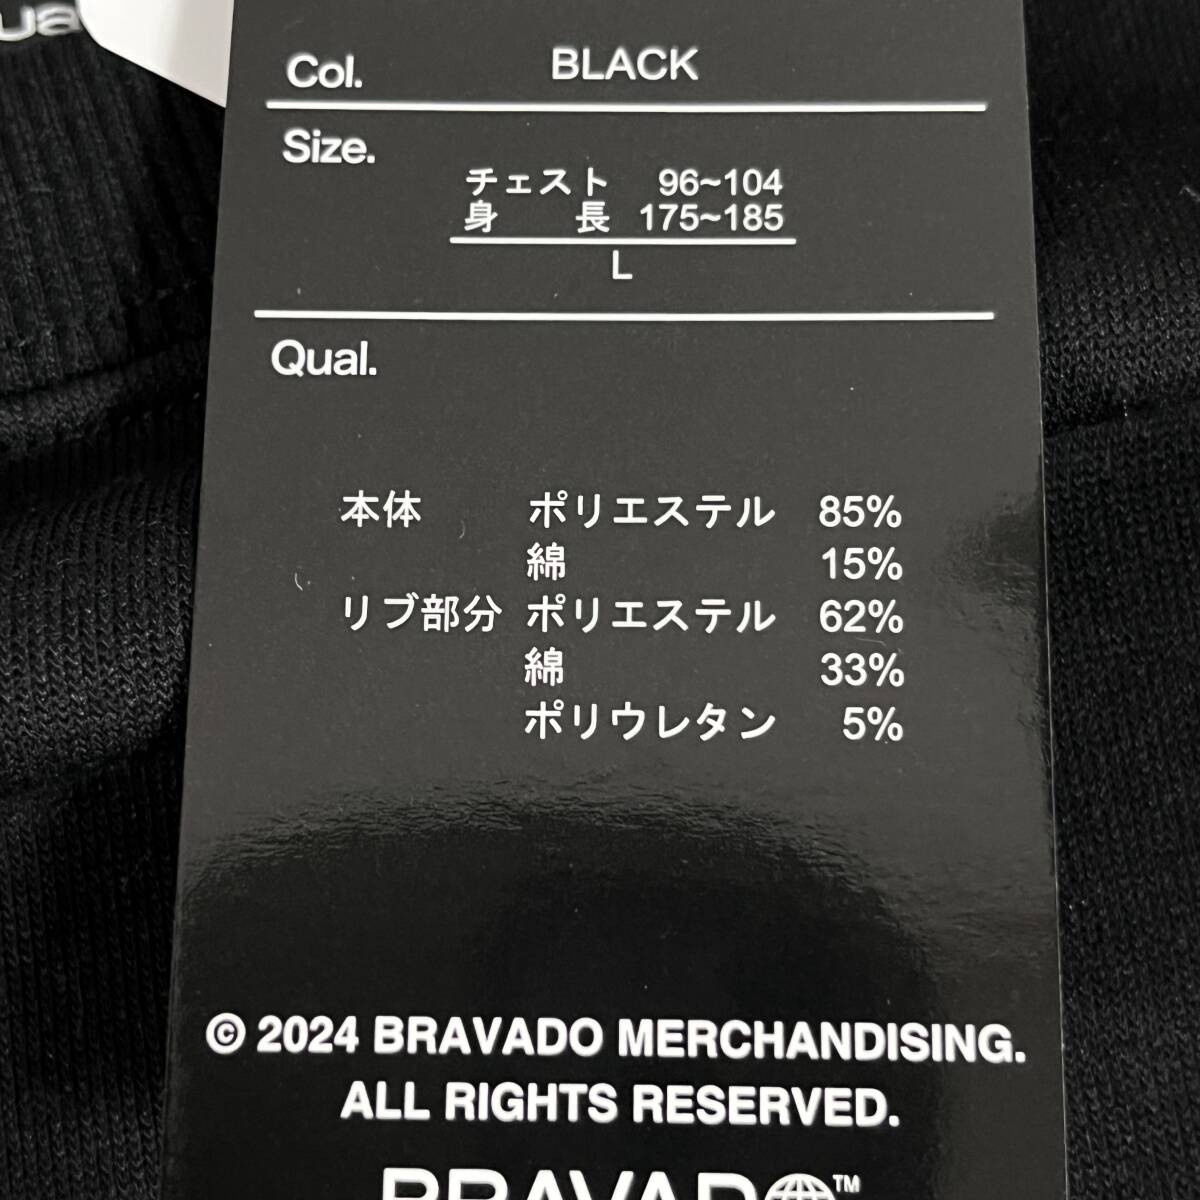 Col. BLACK
Size.
チェスト 96~104
身 長 175~185
L
Qual.
本体 ポリエステル 85%
綿 15%
リブ部分 ポリエステル 62%
綿 33%
ポリウレタン 5%
© 2024 BRAVADO MERCHANDISING.
ALL RIGHTS RESERVED.
BRAVADO™